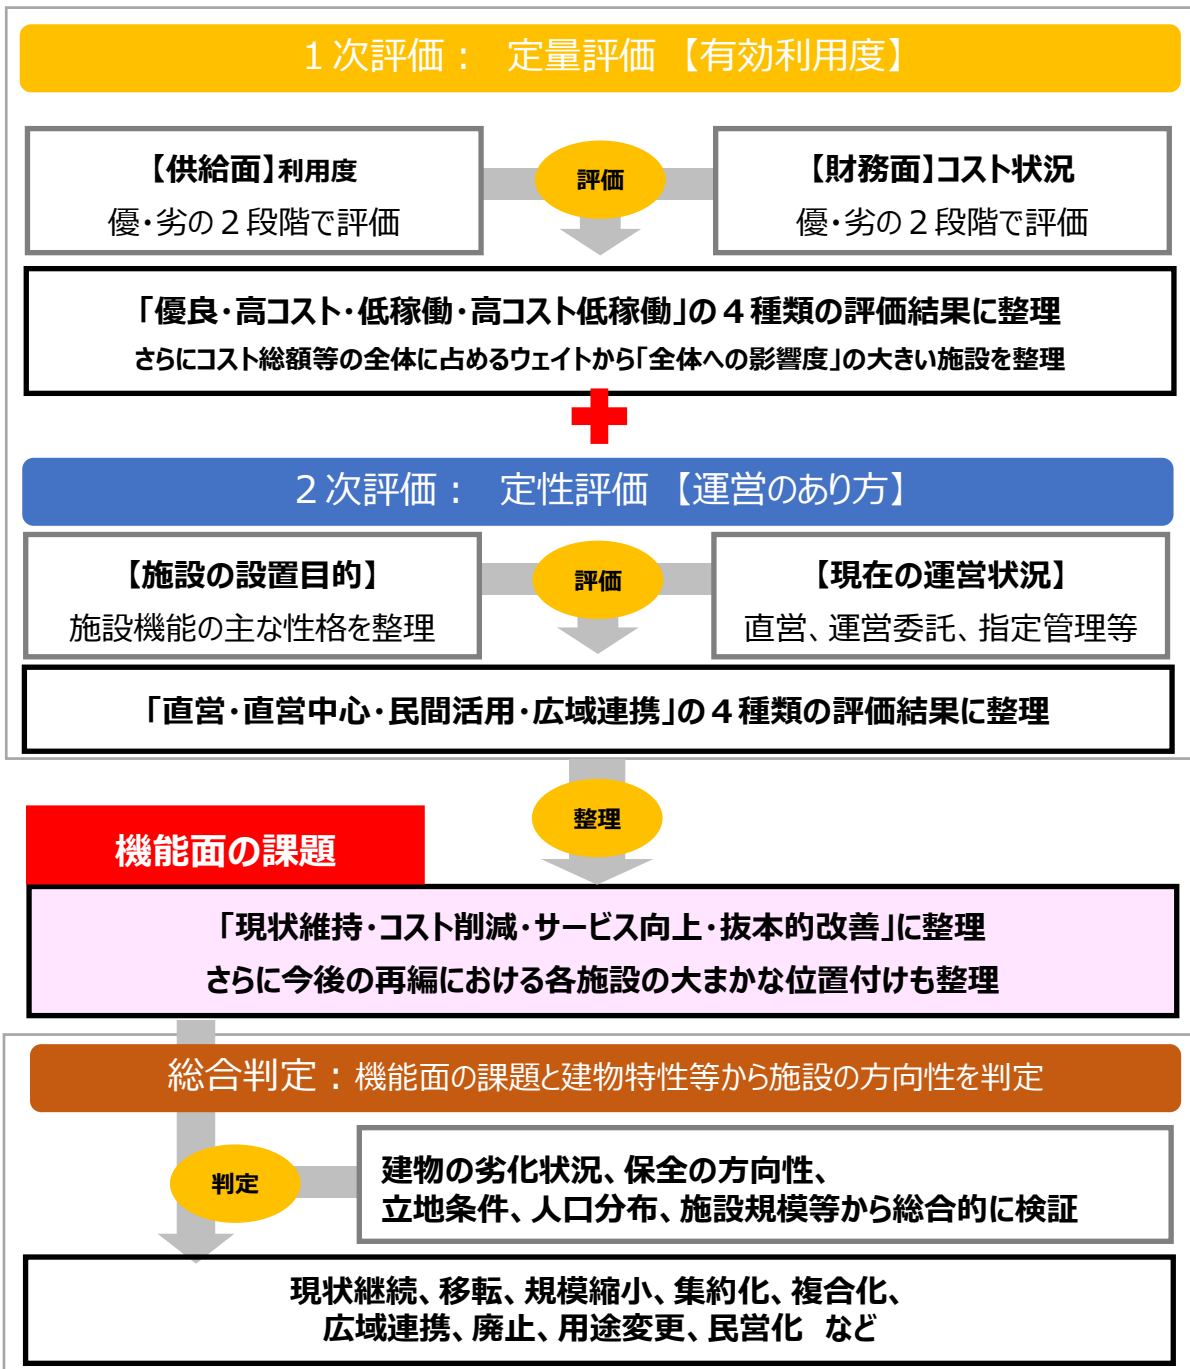 １次評価： 定量評価 【有効利用度】
【供給面】利用度
優・劣の２段階で評価
評価
【財務面】コスト状況
優・劣の２段階で評価
「優良・高コスト・低稼働・高コスト低稼働」の４種類の評価結果に整理
さらにコスト総額等の全体に占めるウェイトから「全体への影響度」の大きい施設を整理
２次評価： 定性評価 【運営のあり方】
【施設の設置目的】
施設機能の主な性格を整理
評価
【現在の運営状況】
直営、運営委託、指定管理等
「直営・直営中心・民間活用・広域連携」の４種類の評価結果に整理
整理
機能面の課題
「現状維持・コスト削減・サービス向上・抜本的改善」に整理
さらに今後の再編における各施設の大まかな位置付けも整理
総合判定：機能面の課題と建物特性等から施設の方向性を判定
判定
建物の劣化状況、保全の方向性、
立地条件、人口分布、施設規模等から総合的に検証
現状継続、移転、規模縮小、集約化、複合化、
広域連携、廃止、用途変更、民営化 など